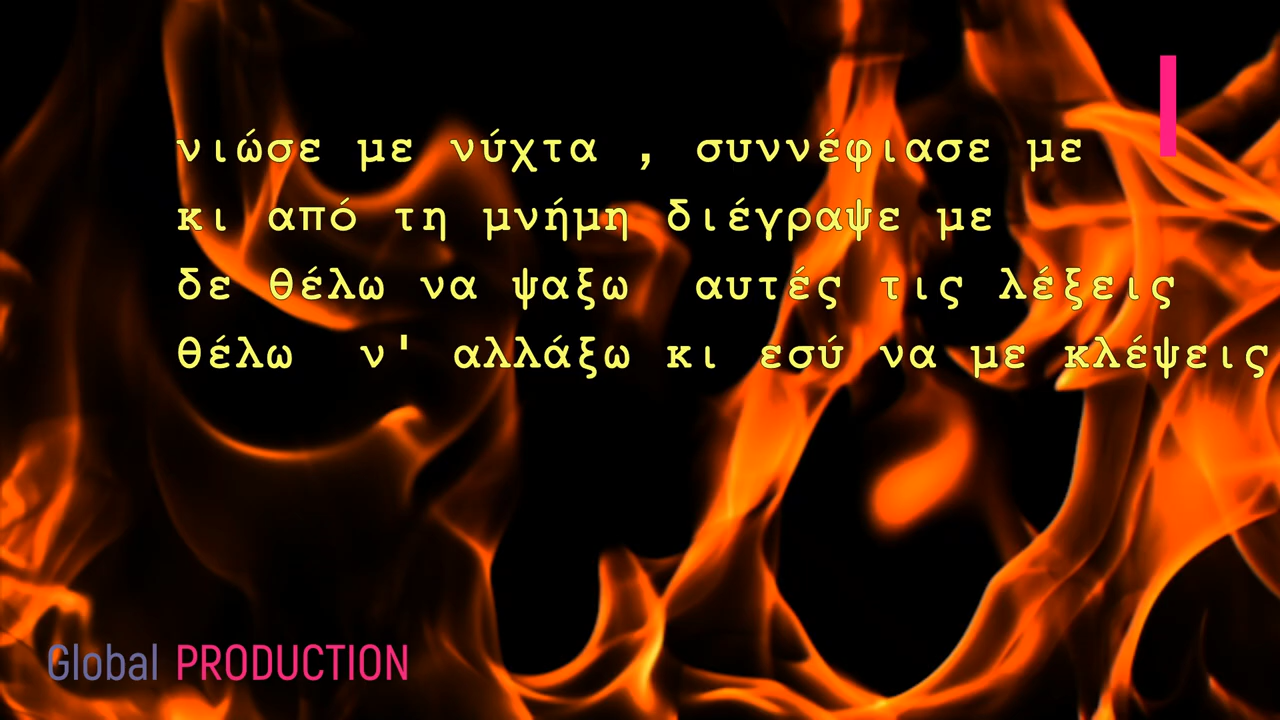 νιώσε με νύχτα , συννέφιασε με
κι από τη μνήμη διέγραψε με
δε θέλω να ψαξω αυτές τις λέξεις
θέλω ν' αλλάξω κι εσύ να με κλέψεις
Global PRODUCTION